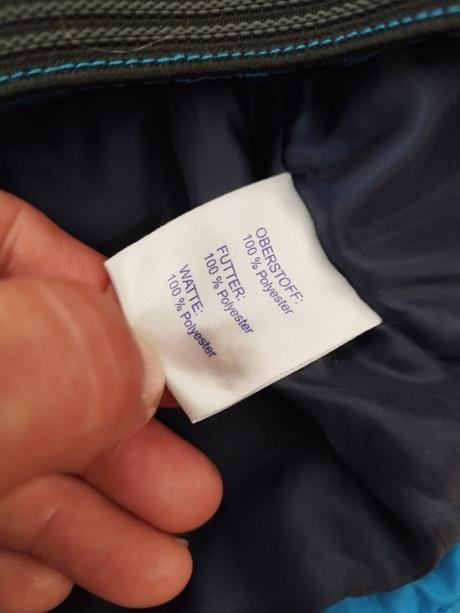 OBERSTOFF:
100 % Polyester
FUTTER:
100 % Polyester
WATTE:
100 % Polyester